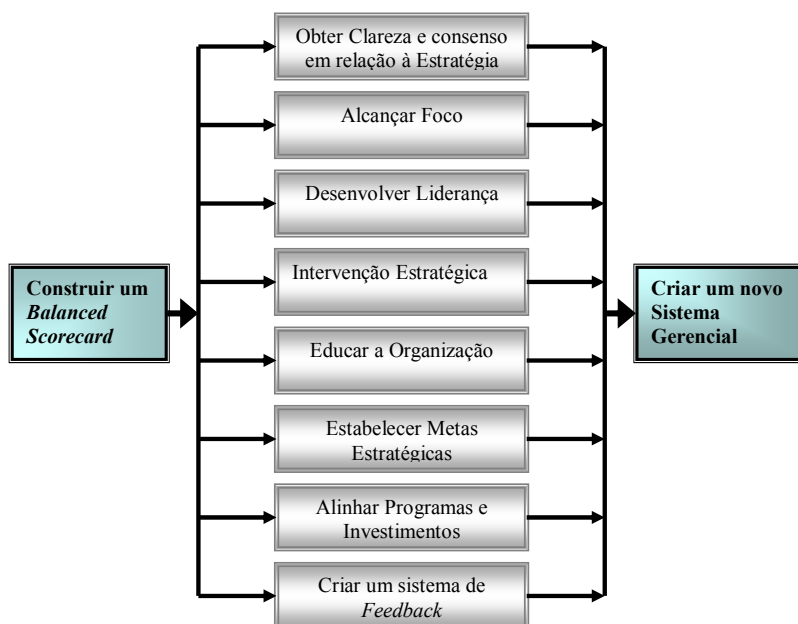 Obter Clareza e consenso
em relação à Estratégia
Alcançar Foco
Desenvolver Liderança
Intervenção Estratégica
Construir um
Balanced
Scorecard
Criar um novo
Sistema
Gerencial
Educar a Organização
Estabelecer Metas
Estratégicas
Alinhar Programas e
Investimentos
Criar um sistema de
Feedback